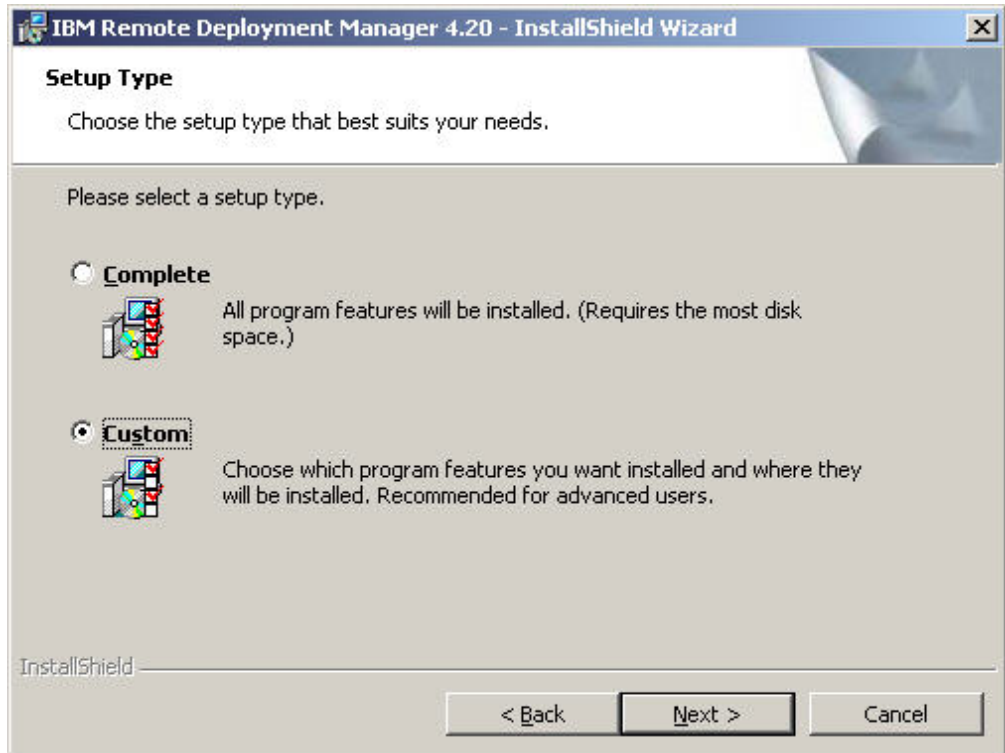 IBM Remote Deployment Manager 4.20 - InstallShield Wizard
Setup Type
Choose the setup type that best suits your needs.
Please select a setup type.
Complete
All program features will be installed. (Requires the most disk
space.)
Custom
Choose which program features you want installed and where they
will be installed. Recommended for advanced users.
InstallShield
< Back
Next >
Cancel